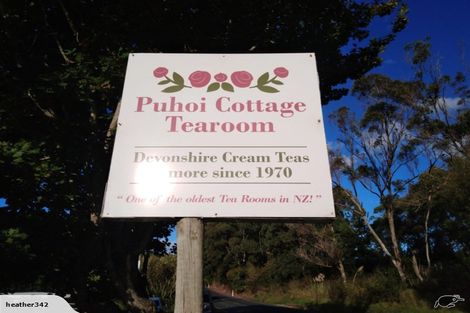 Puhoi Cottage
Tearoom
Devonshire Cream Teas
more since 1970
" One of the oldest Tea Rooms in NZ! "
heather342